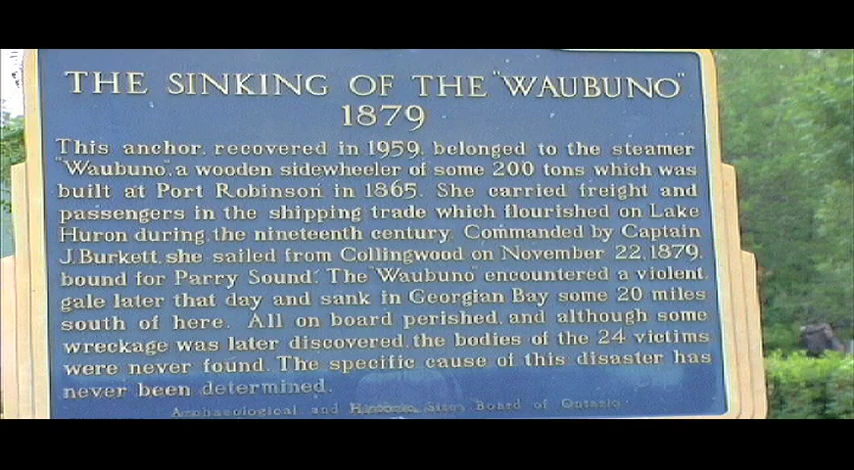 THE SINKING OF THE "WAUBUNO"
1879
This anchor, recovered in 1959, belonged to the steamer
"Waubuno", a wooden sidewheeler of some 200 tons which was
built at Port Robinson in 1865. She carried freight and
passengers in the shipping trade which flourished on Lake
Huron during the nineteenth century. Commanded by Captain
J. Burkett, she sailed from Collingwood on November 22, 1879,
bound for Parry Sound. The "Waubuno" encountered a violent
gale later that day and sank in Georgian Bay some 20 miles
south of here. All on board perished, and although some
wreckage was later discovered, the bodies of the 24 victims
were never found. The specific cause of this disaster has
never been determined.
Archaeological and Historic Sites Board of Ontario